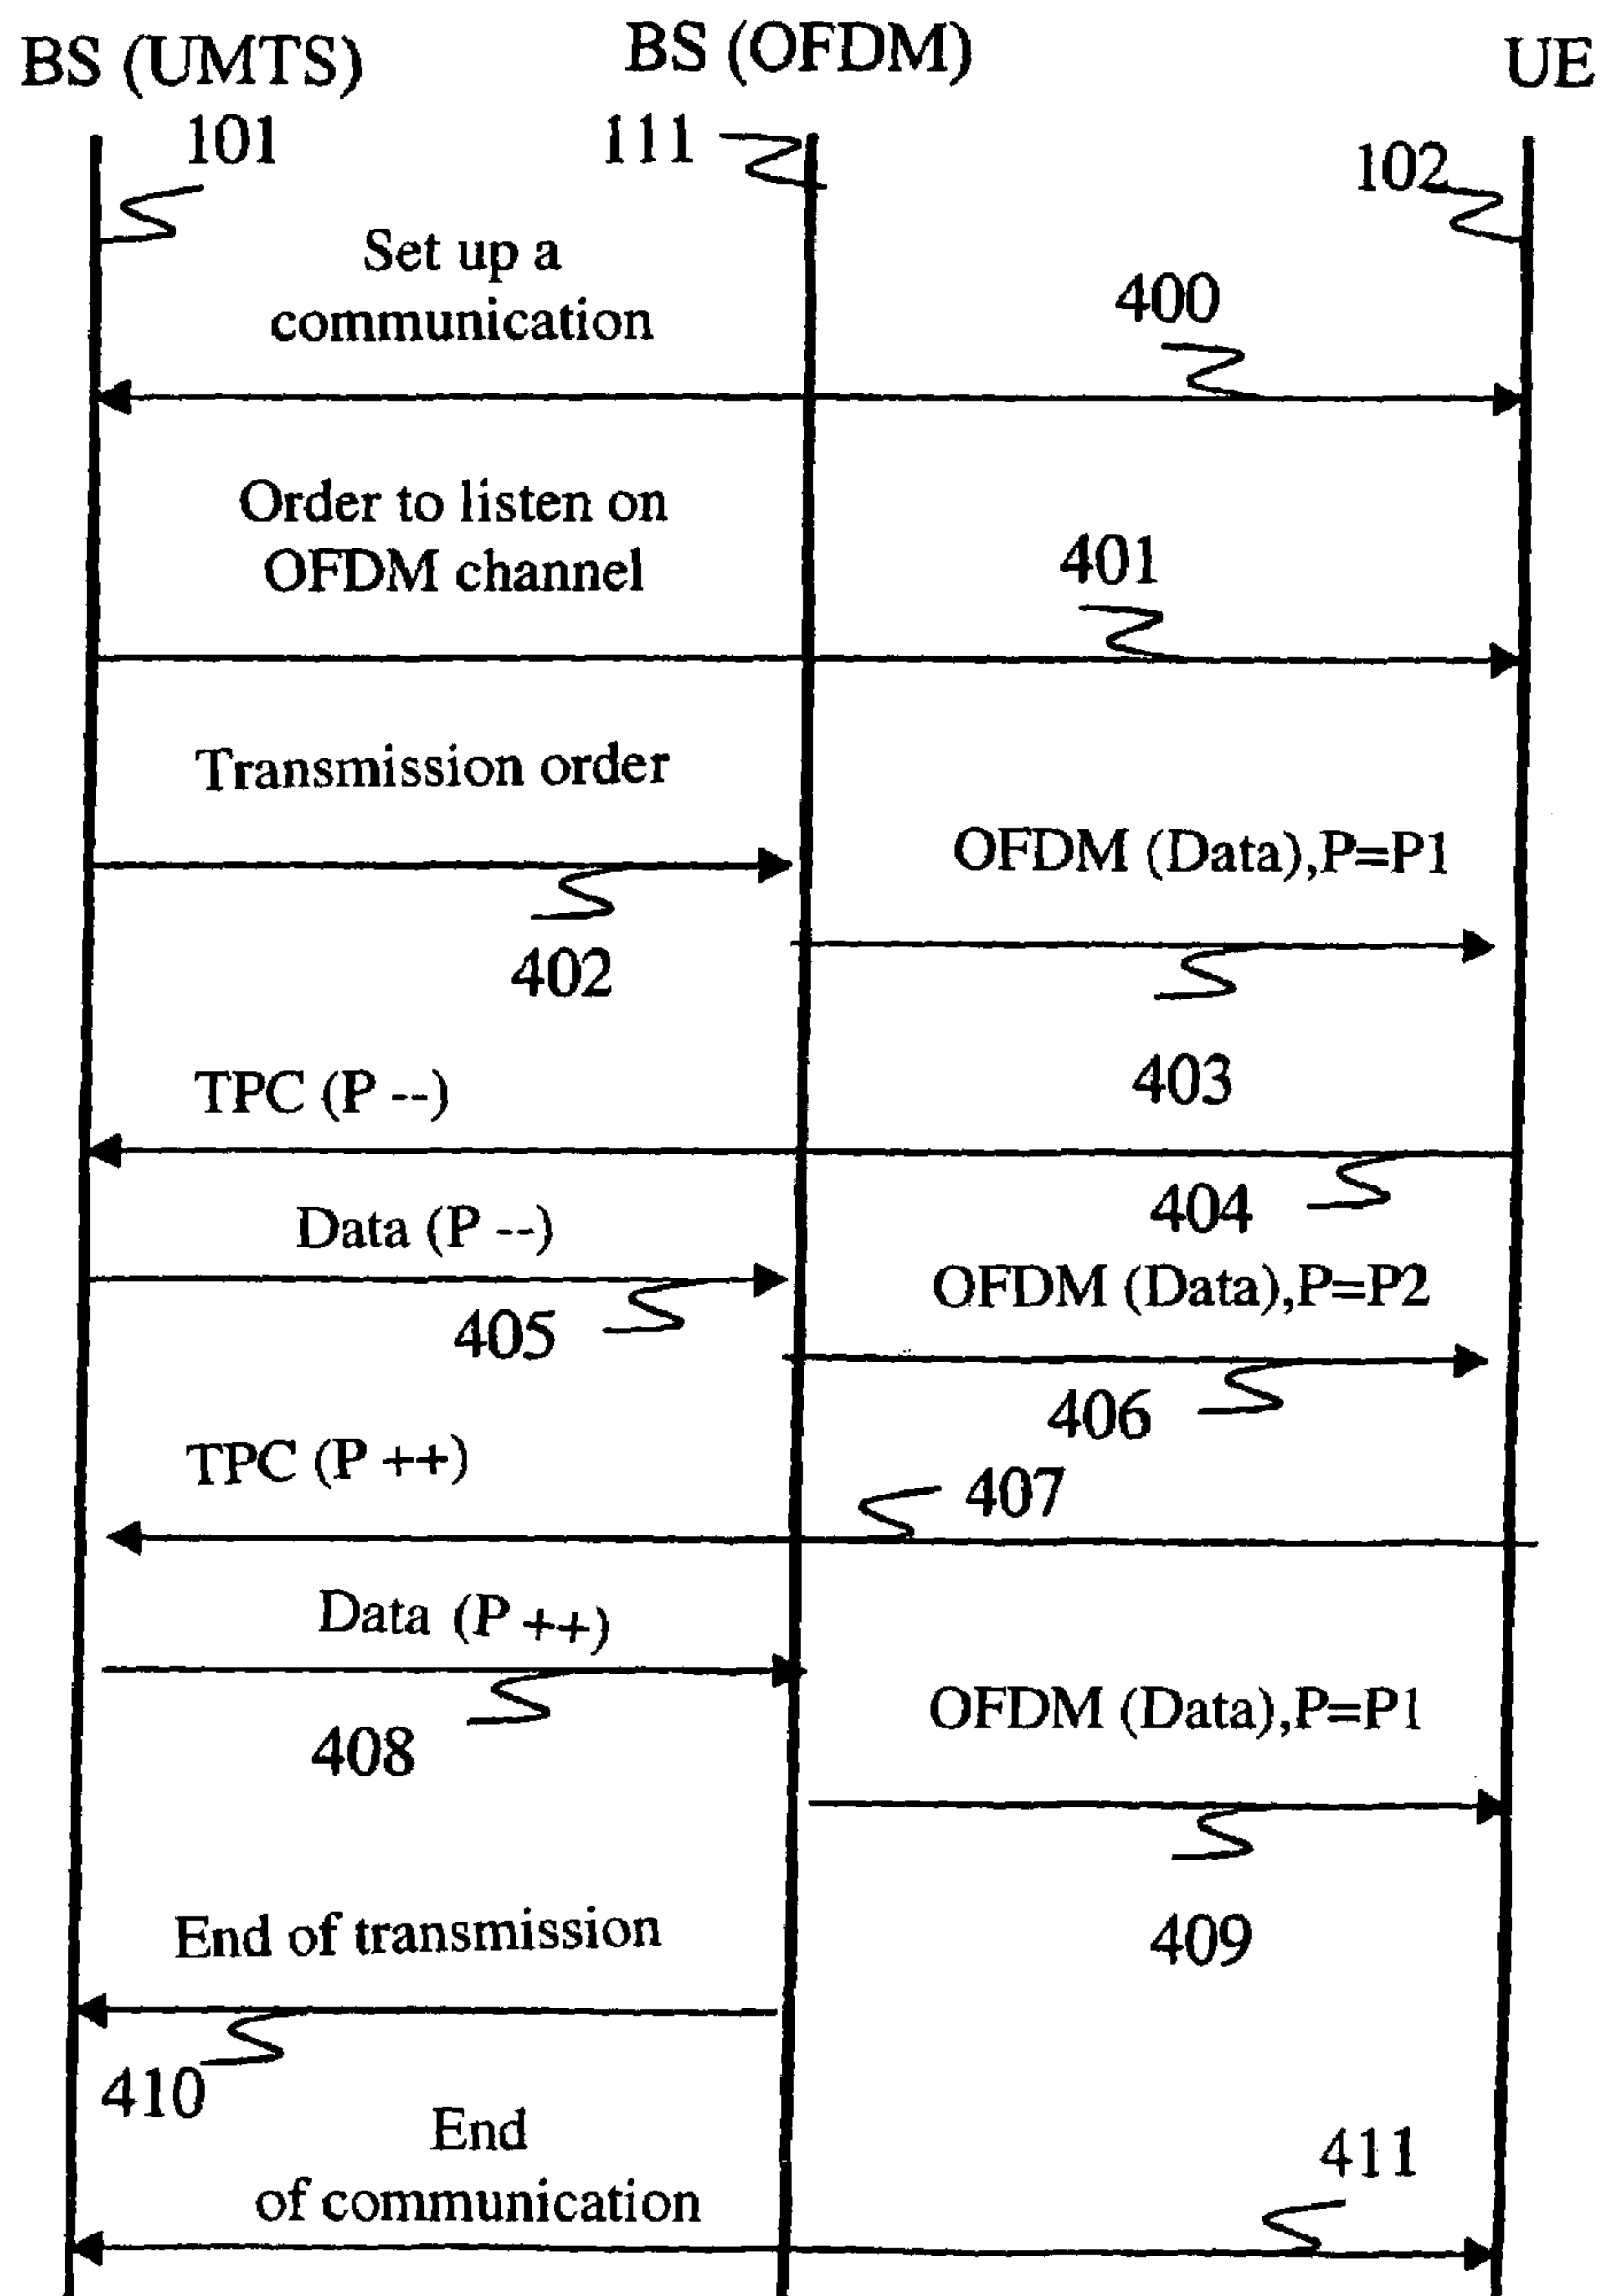 BS (UMTS)
BS (OFDM)
UE
101
111
102
Set up a
communication
400
Order to listen on
OFDM channel
401
Transmission order
OFDM (Data),P=P1
402
403
TPC (P --)
404
Data (P --)
405
OFDM (Data),P=P2
406
TPC (P ++)
407
Data (P ++)
408
OFDM (Data),P=P1
409
End of transmission
410
End
of communication
411